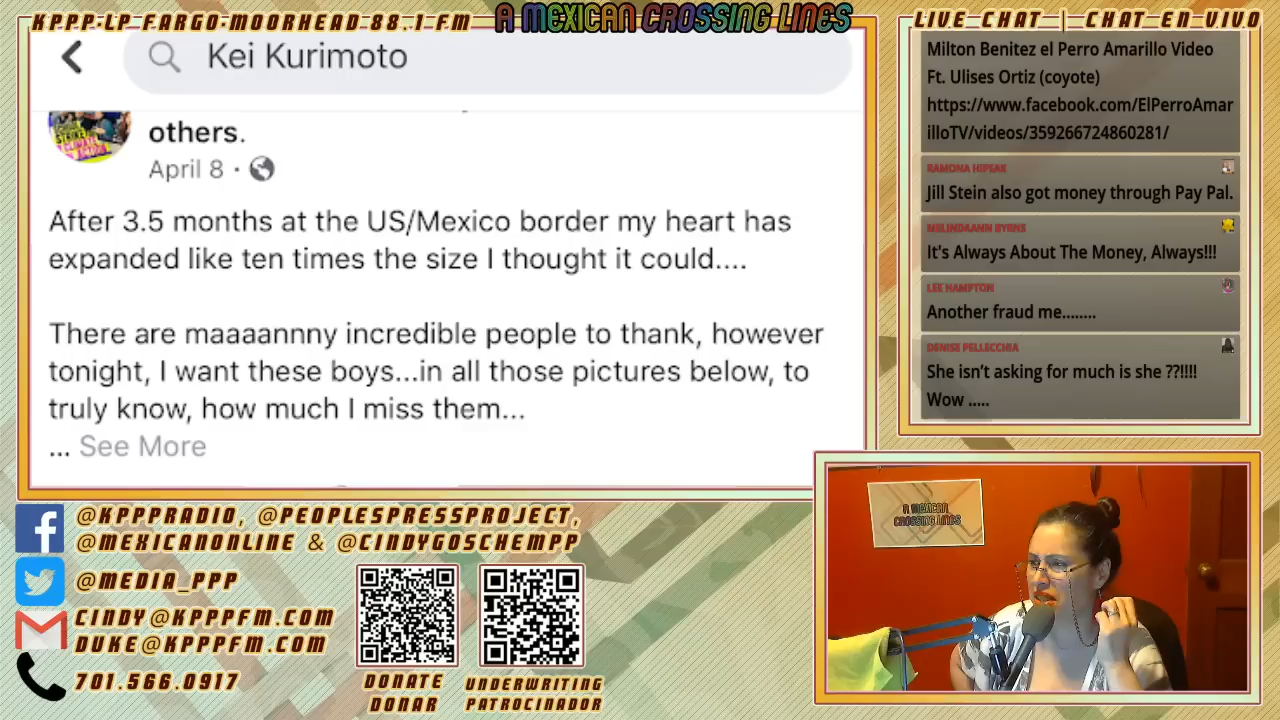 KPPP-LP FARGO-MOORHEAD 88.1 FM
A MEXICAN CROSSING LINES
LIVE CHAT | CHAT EN VIVO
Kei Kurimoto
others.
April 8 ·
After 3.5 months at the US/Mexico border my heart has
expanded like ten times the size I thought it could....
There are maaaannny incredible people to thank, however
tonight, I want these boys...in all those pictures below, to
truly know, how much I miss them...
... See More
Milton Benitez el Perro Amarillo Video
Ft. Ulises Ortiz (coyote)
https://www.facebook.com/ElPerroAmar
illoTV/videos/359266724860281/
RAMONA HIPEAR
Jill Stein also got money through Pay Pal.
MELINDAANN BYRNS
It's Always About The Money, Always!!!
LEE HAMPTON
Another fraud me........
DENISE PELLECCHIA
She isn't asking for much is she ??!!!!
Wow .....
A MEXICAN
CROSSING LINES
@KPPPRADIO, @PEOPLESPRESSPROJECT,
@MEXICANONLINE & @CINDYGOSCHEMPP
@MEDIA_PPP
CINDY@KPPPFM.COM
DUKE@KPPPFM.COM
701.566.0917
DONATE
DONAR
UNDERWRITING
PATROCINADOR